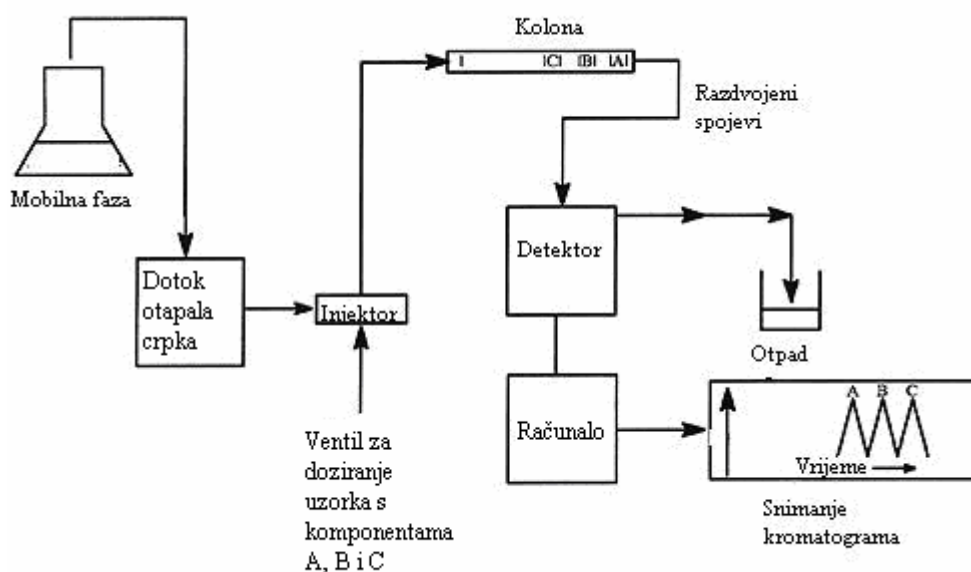 Kolona
|C| |B| |A|
Razdvojeni
spojevi
Mobilna faza
Dotok
otapala
crpka
Injektor
Detektor
Otpad
Ventil za
doziranje
uzorka s
komponentama
A, B i C
Računalo
A B C
Vrijeme
Snimanje
kromatograma